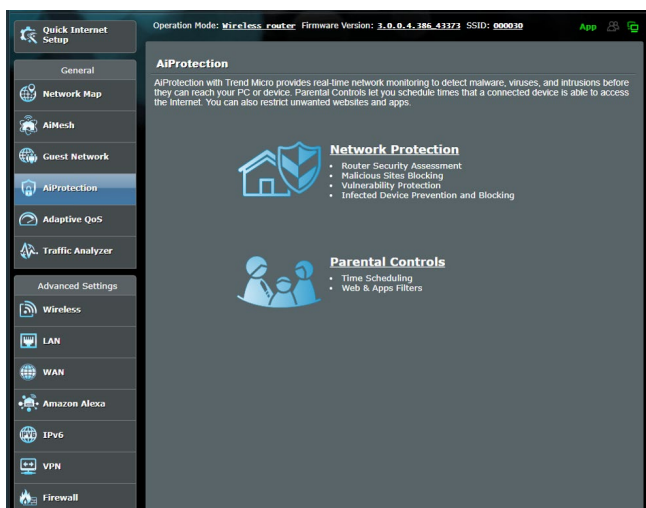 Quick Internet
Setup
Operation Mode: Wireless router Firmware Version: 3.0.0.4.386_43373 SSID: 000030
App
General
Network Map
AiMesh
Guest Network
AiProtection
Adaptive QoS
Traffic Analyzer
Advanced Settings
Wireless
LAN
WAN
Amazon Alexa
IPv6
VPN
Firewall
AiProtection
AiProtection with Trend Micro provides real-time network monitoring to detect malware, viruses, and intrusions before
they can reach your PC or device. Parental Controls let you schedule times that a connected device is able to access
the Internet. You can also restrict unwanted websites and apps.
Network Protection
• Router Security Assessment
• Malicious Sites Blocking
• Vulnerability Protection
• Infected Device Prevention and Blocking
Parental Controls
• Time Scheduling
• Web & Apps Filters